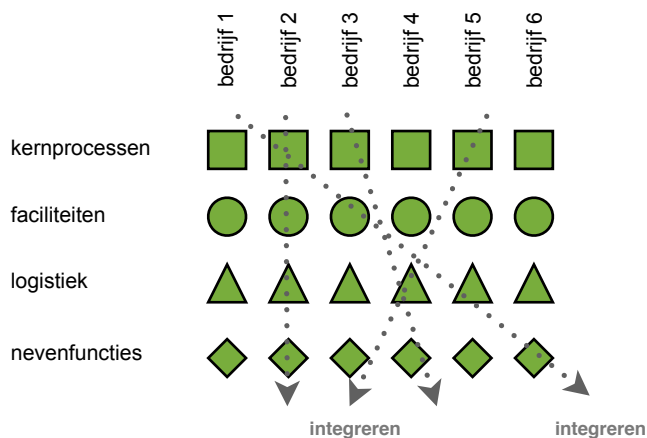 bedrijf 1
bedrijf 2
bedrijf 3
bedrijf 4
bedrijf 5
bedrijf 6
kernprocessen
faciliteiten
logistiek
nevenfuncties
integreren
integreren